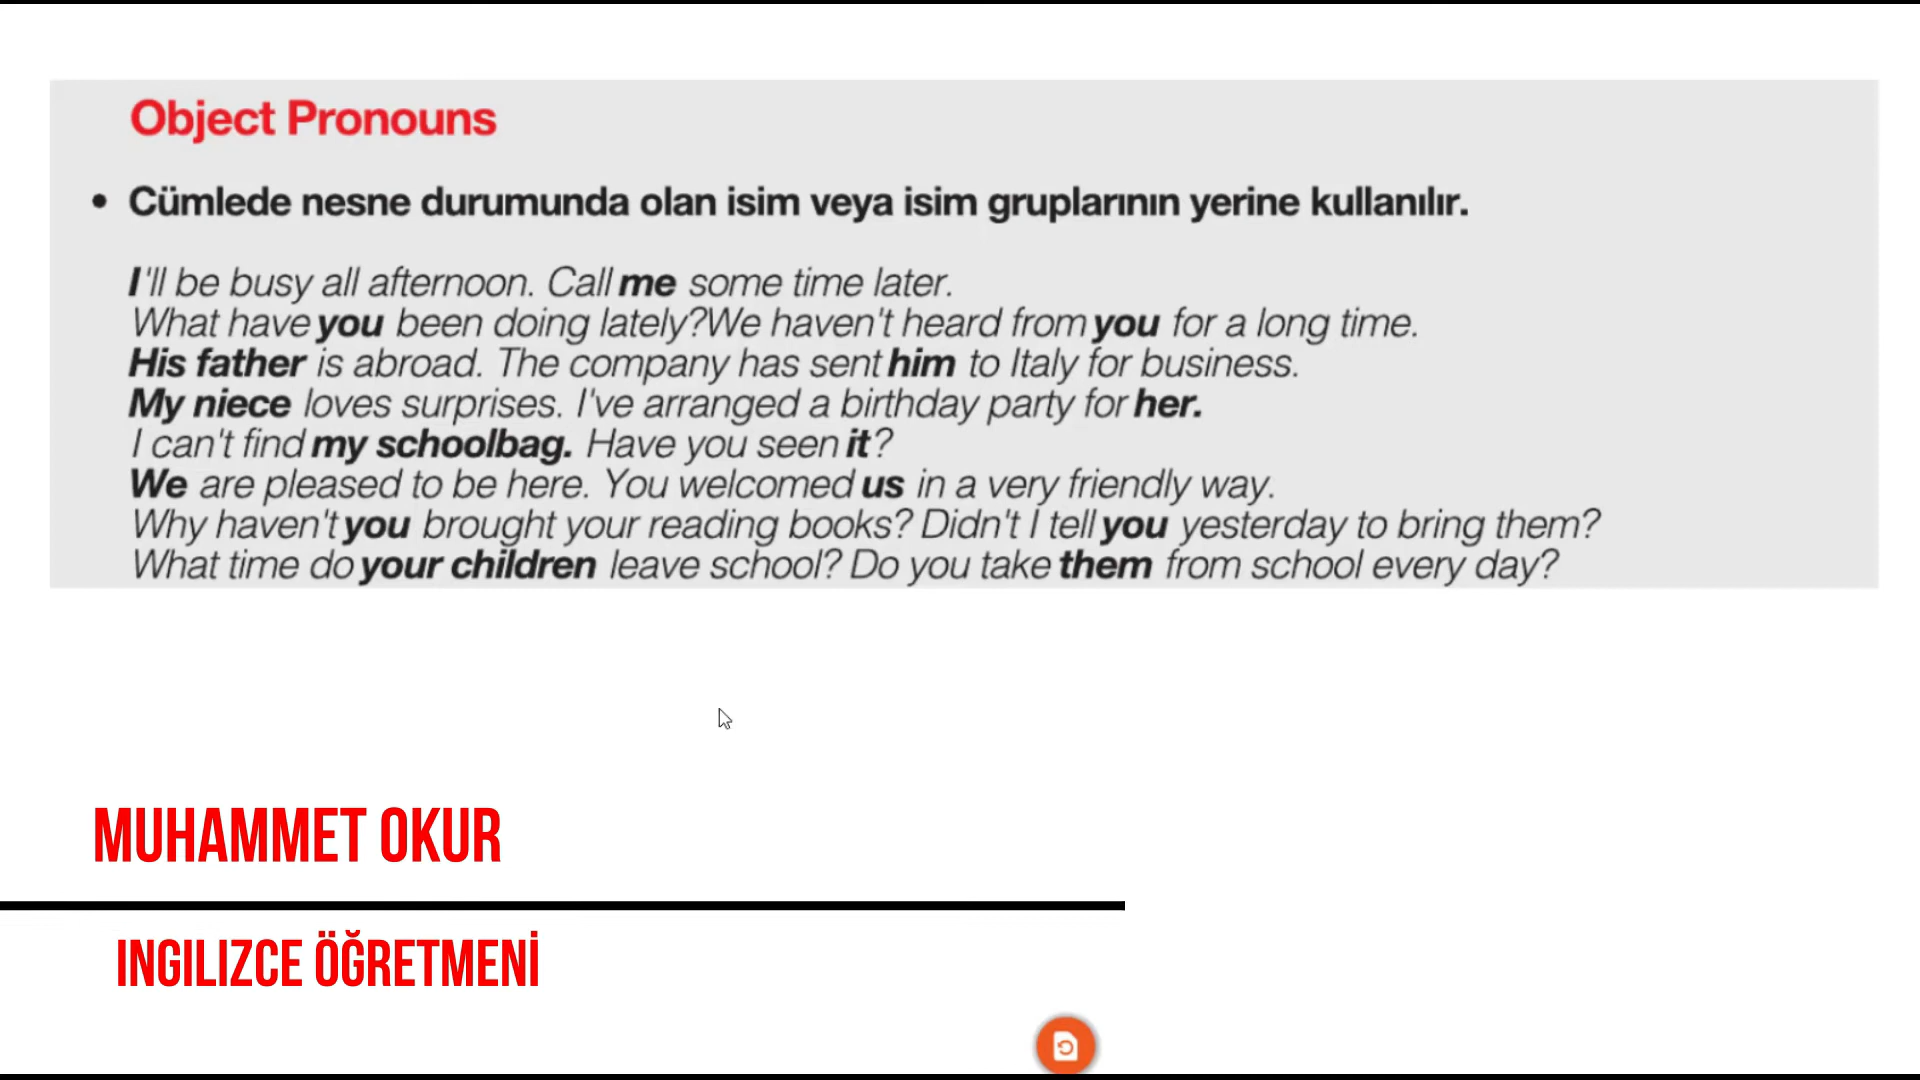 Object Pronouns
• Cümlede nesne durumunda olan isim veya isim gruplarının yerine kullanılır.
I'll be busy all afternoon. Call me some time later.
What have you been doing lately?We haven't heard from you for a long time.
His father is abroad. The company has sent him to Italy for business.
My niece loves surprises. I've arranged a birthday party for her.
I can't find my schoolbag. Have you seen it?
We are pleased to be here. You welcomed us in a very friendly way.
Why haven't you brought your reading books? Didn't I tell you yesterday to bring them?
What time do your children leave school? Do you take them from school every day?
MUHAMMET OKUR
INGILIZCE ÖĞRETMENİ